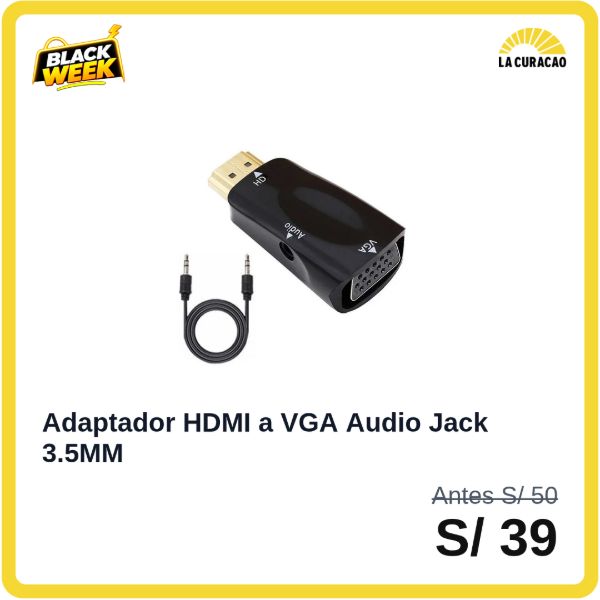 BLACK
WEEK
LA CURACAO
HD
Audio
VGA
Adaptador HDMI a VGA Audio Jack
3.5MM
Antes S/ 50
S/ 39